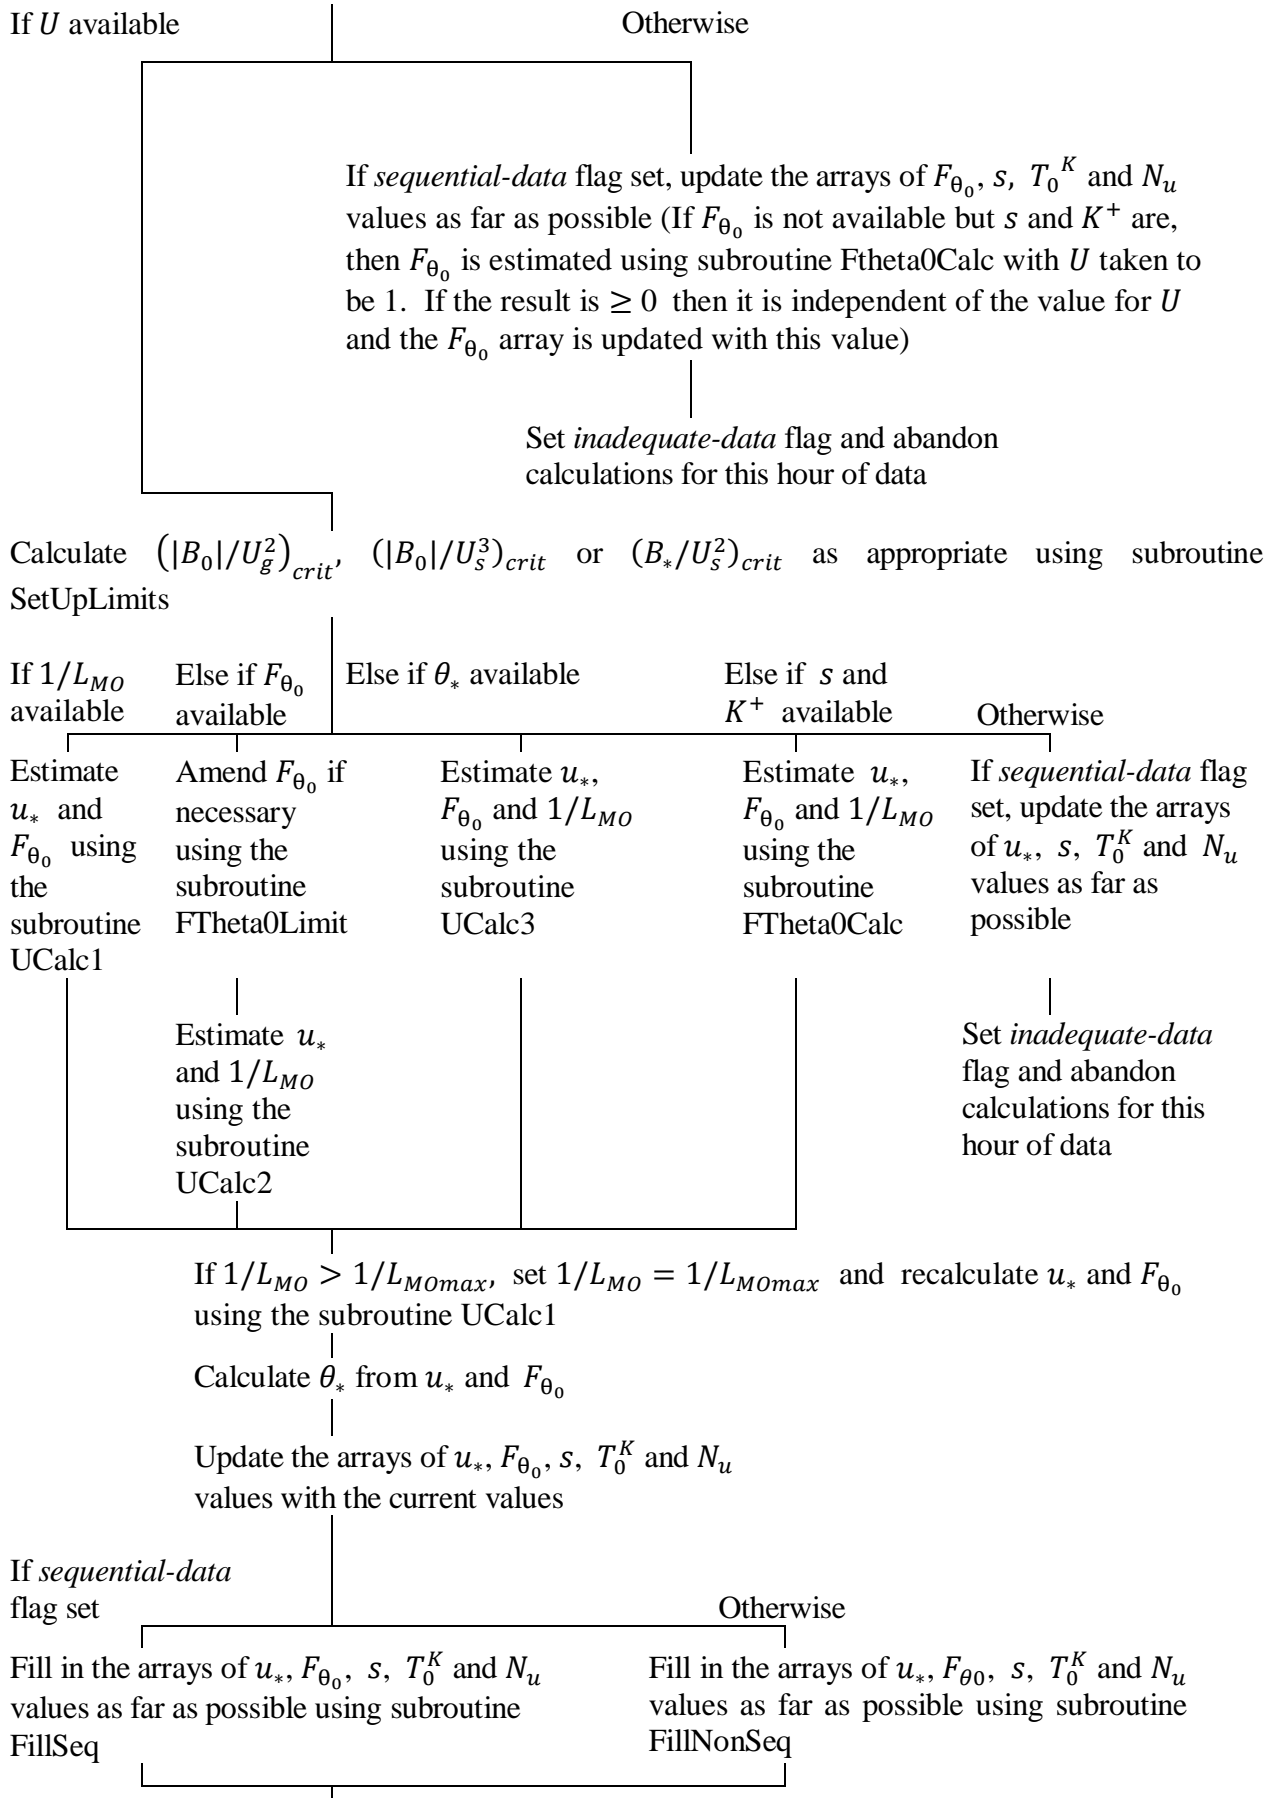 If U available
Otherwise
If sequential-data flag set, update the arrays of F_θ₀, s, T₀^K and N_u
values as far as possible (If F_θ₀ is not available but s and K⁺ are,
then F_θ₀ is estimated using subroutine Ftheta0Calc with U taken to
be 1. If the result is ≥ 0 then it is independent of the value for U
and the F_θ₀ array is updated with this value)
Set inadequate-data flag and abandon
calculations for this hour of data
Calculate (|B₀|/U_g²)_crit, (|B₀|/U_s³)_crit or (B_*/U_s²)_crit as appropriate using subroutine
SetUpLimits
If 1/L_MO
available
Estimate
u_* and
F_θ₀ using
the
subroutine
UCalc1
Else if F_θ₀
available
Amend F_θ₀ if
necessary
using the
subroutine
FTheta0Limit
Estimate u_*
and 1/L_MO
using the
subroutine
UCalc2
Else if θ_* available
Estimate u_*,
F_θ₀ and 1/L_MO
using the
subroutine
UCalc3
Else if s and
K⁺ available
Estimate u_*,
F_θ₀ and 1/L_MO
using the
subroutine
FTheta0Calc
Otherwise
If sequential-data flag
set, update the arrays
of u_*, s, T₀^K and N_u
values as far as
possible
Set inadequate-data
flag and abandon
calculations for this
hour of data
If 1/L_MO > 1/L_MOmax, set 1/L_MO = 1/L_MOmax and recalculate u_* and F_θ₀
using the subroutine UCalc1
Calculate θ_* from u_* and F_θ₀
Update the arrays of u_*, F_θ₀, s, T₀^K and N_u
values with the current values
If sequential-data
flag set
Otherwise
Fill in the arrays of u_*, F_θ₀, s, T₀^K and N_u
values as far as possible using subroutine
FillSeq
Fill in the arrays of u_*, F_θ0, s, T₀^K and N_u
values as far as possible using subroutine
FillNonSeq